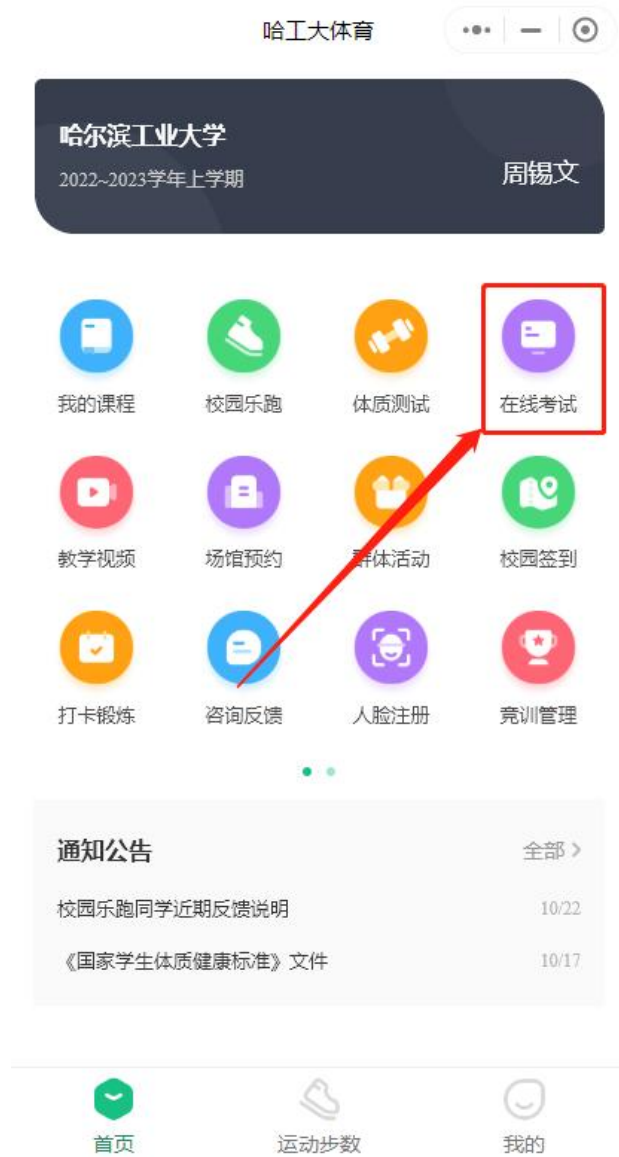 哈工大体育
哈尔滨工业大学
2022~2023学年上学期
周锡文
我的课程 校园乐跑 体质测试 在线考试
教学视频 场馆预约 群体活动 校园签到
打卡锻炼 咨询反馈 人脸注册 竞训管理
通知公告 全部
校园乐跑同学近期反馈说明 10/22
《国家学生体质健康标准》文件 10/17
首页 运动步数 我的